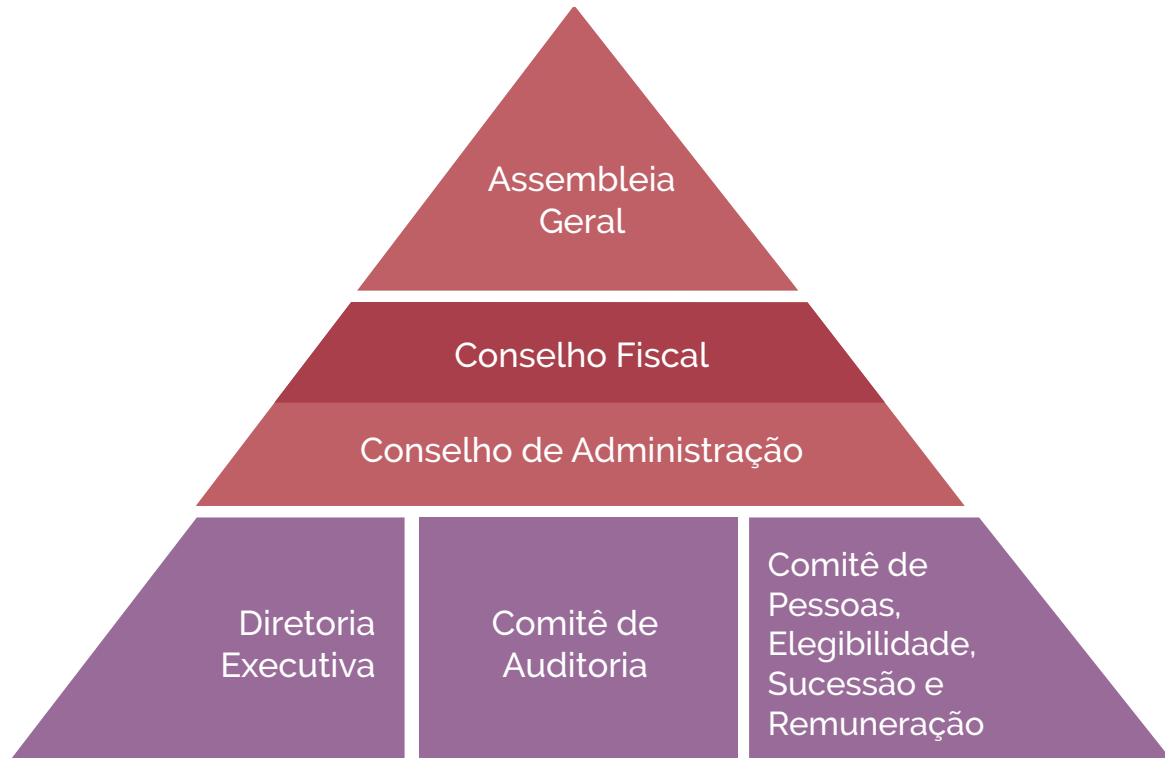 Assembleia
Geral
Conselho Fiscal
Conselho de Administração
Diretoria
Executiva
Comitê de
Auditoria
Comitê de
Pessoas,
Elegibilidade,
Sucessão e
Remuneração